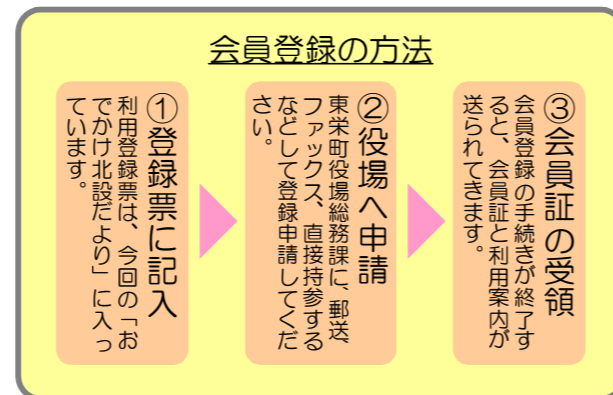 会員登録の方法
①登録票に記入
利用登録票は、今回の「お
でかけ北設だより」に入っ
ています。
②役場へ申請
東栄町役場総務課に、郵送、
ファックス、直接持参する
などして登録申請してくだ
さい。
③会員証の受領
会員登録の手続きが終了す
ると、会員証と利用案内が
送られてきます。